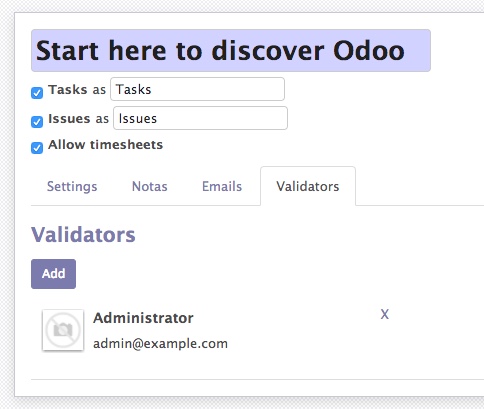 Start here to discover Odoo
Tasks as Tasks
Issues as Issues
Allow timesheets
Settings Notas Emails Validators
Validators
Add
Administrator X
admin@example.com